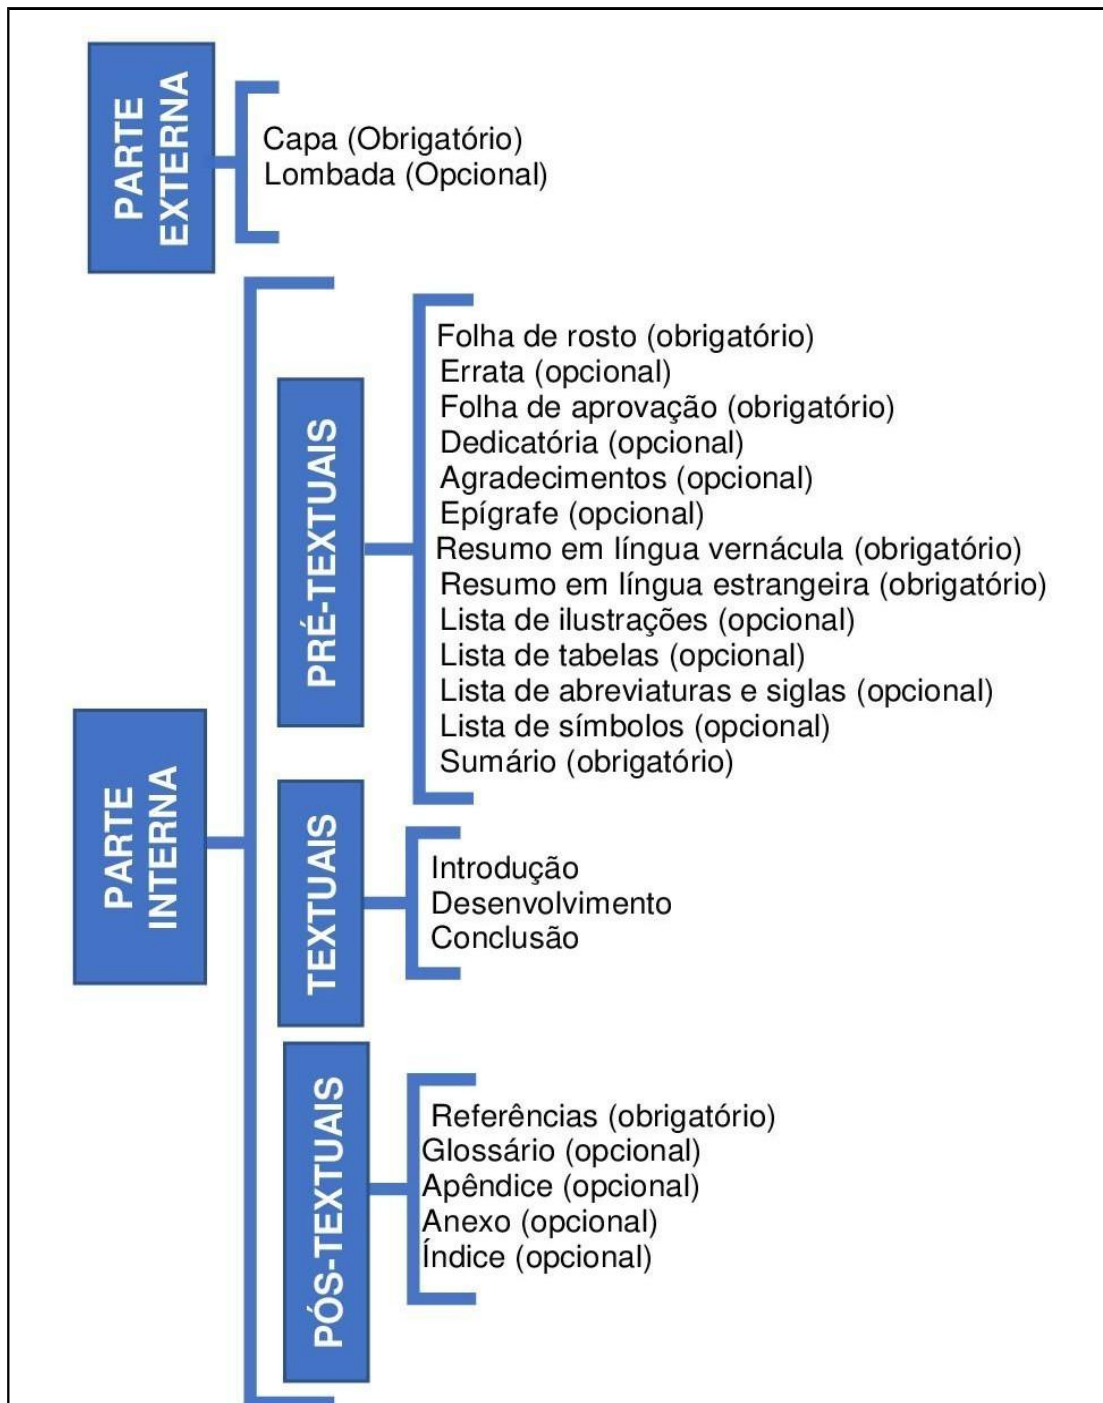 PARTE
EXTERNA
Capa (Obrigatório)
Lombada (Opcional)
PARTE
INTERNA
PRÉ-TEXTUAIS
Folha de rosto (obrigatório)
Errata (opcional)
Folha de aprovação (obrigatório)
Dedicatória (opcional)
Agradecimentos (opcional)
Epígrafe (opcional)
Resumo em língua vernácula (obrigatório)
Resumo em língua estrangeira (obrigatório)
Lista de ilustrações (opcional)
Lista de tabelas (opcional)
Lista de abreviaturas e siglas (opcional)
Lista de símbolos (opcional)
Sumário (obrigatório)
TEXTUAIS
Introdução
Desenvolvimento
Conclusão
PÓS-TEXTUAIS
Referências (obrigatório)
Glossário (opcional)
Apêndice (opcional)
Anexo (opcional)
Índice (opcional)